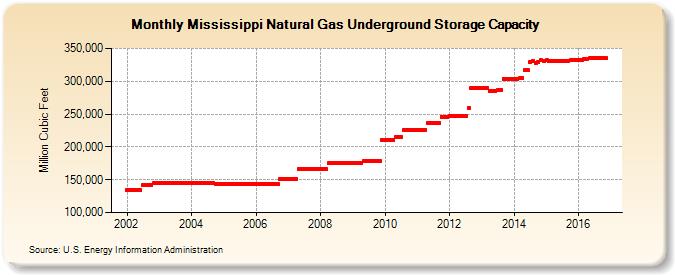 Monthly Mississippi Natural Gas Underground Storage Capacity
Million Cubic Feet
350,000
300,000
250,000
200,000
150,000
100,000
2002 2004 2006 2008 2010 2012 2014 2016
Source: U.S. Energy Information Administration